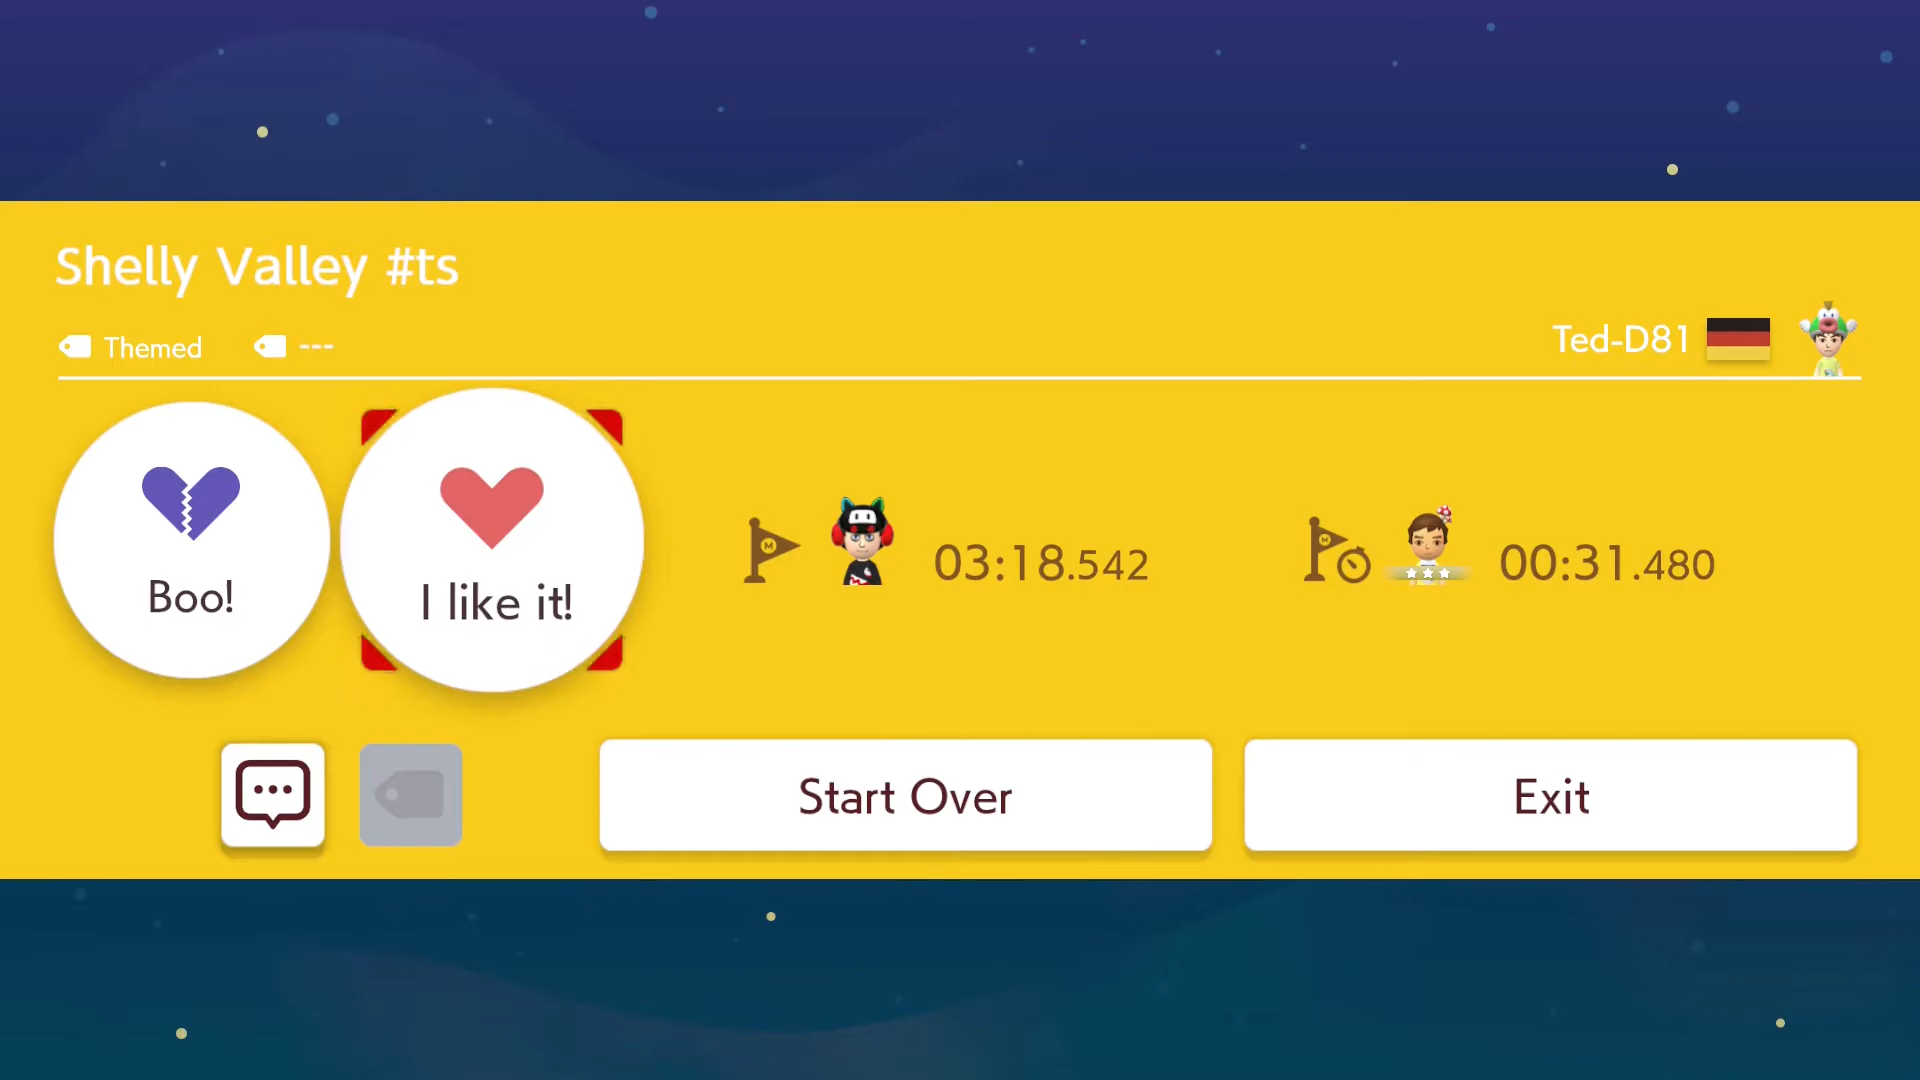 Shelly Valley #ts
Themed ---
Ted-D81
Boo!
I like it!
M 03:18.542
M 00:31.480
Start Over
Exit